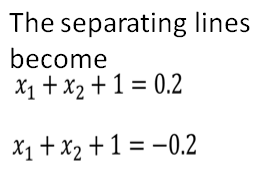 The separating lines
become
x₁ + x₂ + 1 = 0.2
x₁ + x₂ + 1 = −0.2